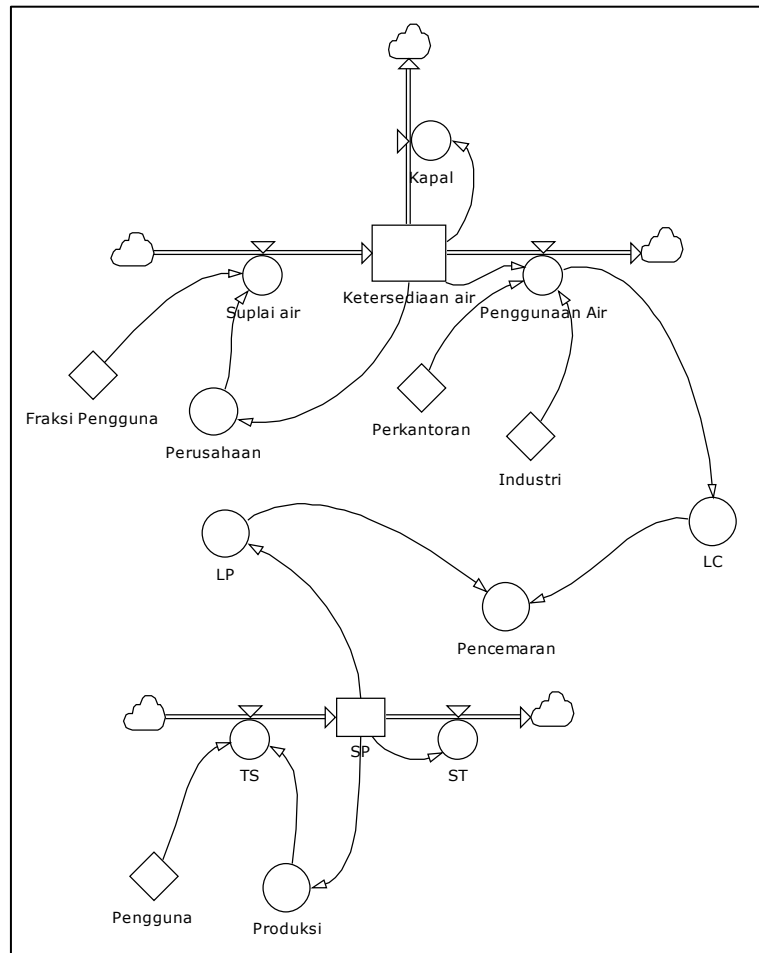 Kapal
Suplai air
Ketersediaan air
Penggunaan Air
Fraksi Pengguna
Perusahaan
Perkantoran
Industri
LP
LC
Pencemaran
TS
SP
ST
Pengguna
Produksi